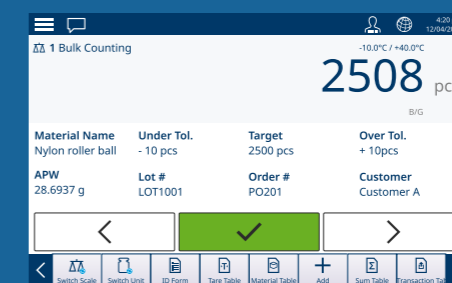 4:20
12/04/20
1 Bulk Counting
-10.0°C / +40.0°C
2508 pc
B/G
Material Name Under Tol. Target Over Tol.
Nylon roller ball - 10 pcs 2500 pcs + 10pcs
APW Lot # Order # Customer
28.6937 g LOT1001 PO201 Customer A
Switch Scale Switch Unit ID Form Tare Table Material Table Add Sum Table Transaction Tab